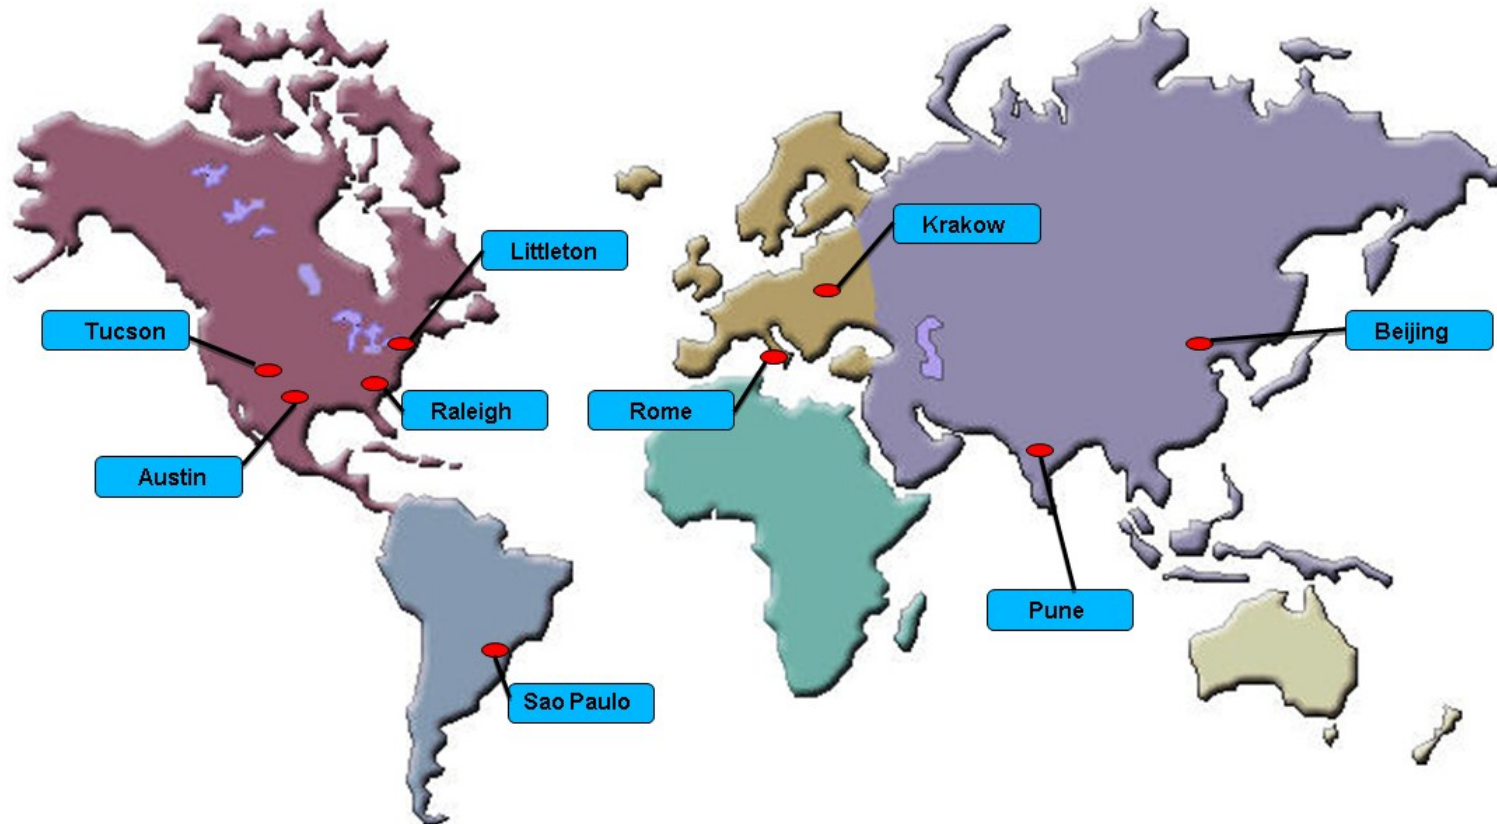 Krakow
Littleton
Tucson
Beijing
Raleigh
Rome
Austin
Pune
Sao Paulo